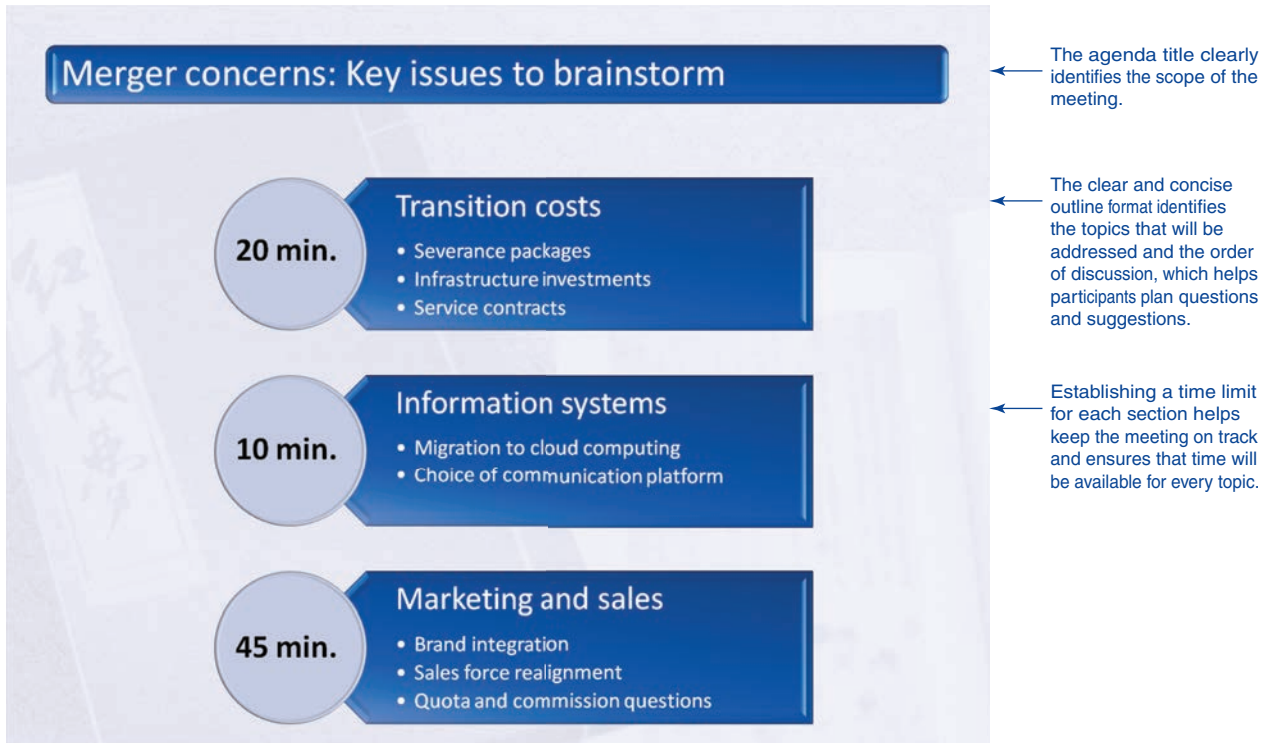 Merger concerns: Key issues to brainstorm
The agenda title clearly
identifies the scope of the
meeting.
20 min.
Transition costs
• Severance packages
• Infrastructure investments
• Service contracts
The clear and concise
outline format identifies
the topics that will be
addressed and the order
of discussion, which helps
participants plan questions
and suggestions.
10 min.
Information systems
• Migration to cloud computing
• Choice of communication platform
Establishing a time limit
for each section helps
keep the meeting on track
and ensures that time will
be available for every topic.
45 min.
Marketing and sales
• Brand integration
• Sales force realignment
• Quota and commission questions
红楼梦